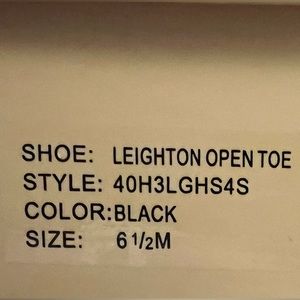 SHOE: LEIGHTON OPEN TOE
STYLE: 40H3LGHS4S
COLOR:BLACK
SIZE: 6 1/2M